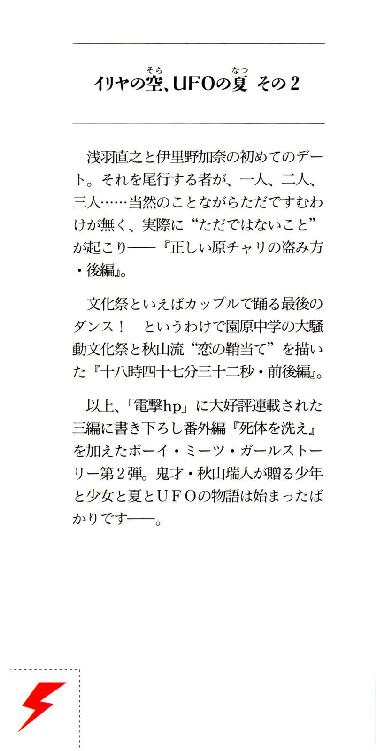 イリヤの空、UFOの夏 その2
浅羽直之と伊里野加奈の初めてのデー
ト。それを尾行する者が、一人、二人、
三人……当然のことながらただですむわ
けが無く、実際に“ただではないこと”
が起こり――『正しい原チャリの盗み方
・後編』。
文化祭といえばカップルで踊る最後の
ダンス！　というわけで園原中学の大騒
動文化祭と秋山流“恋の鞘当て”を描い
た『十八時四十七分三十二秒・前後編』。
以上、「電撃hp」に大好評連載された
三編に書き下ろし番外編『死体を洗え』
を加えたボーイ・ミーツ・ガールストー
リー第２弾。鬼才・秋山瑞人が贈る少年
と少女と夏とＵＦＯの物語は始まったば
かりです――。